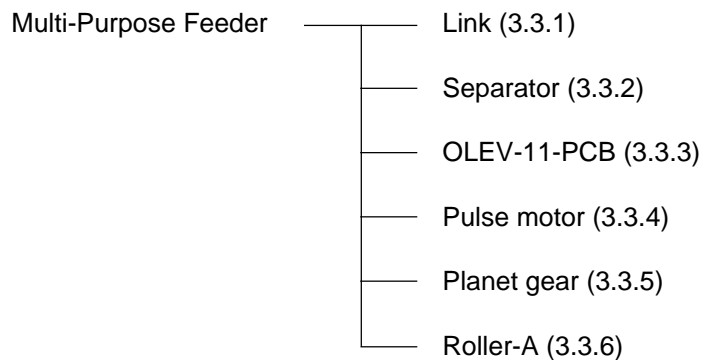 Multi-Purpose Feeder
Link (3.3.1)
Separator (3.3.2)
OLEV-11-PCB (3.3.3)
Pulse motor (3.3.4)
Planet gear (3.3.5)
Roller-A (3.3.6)